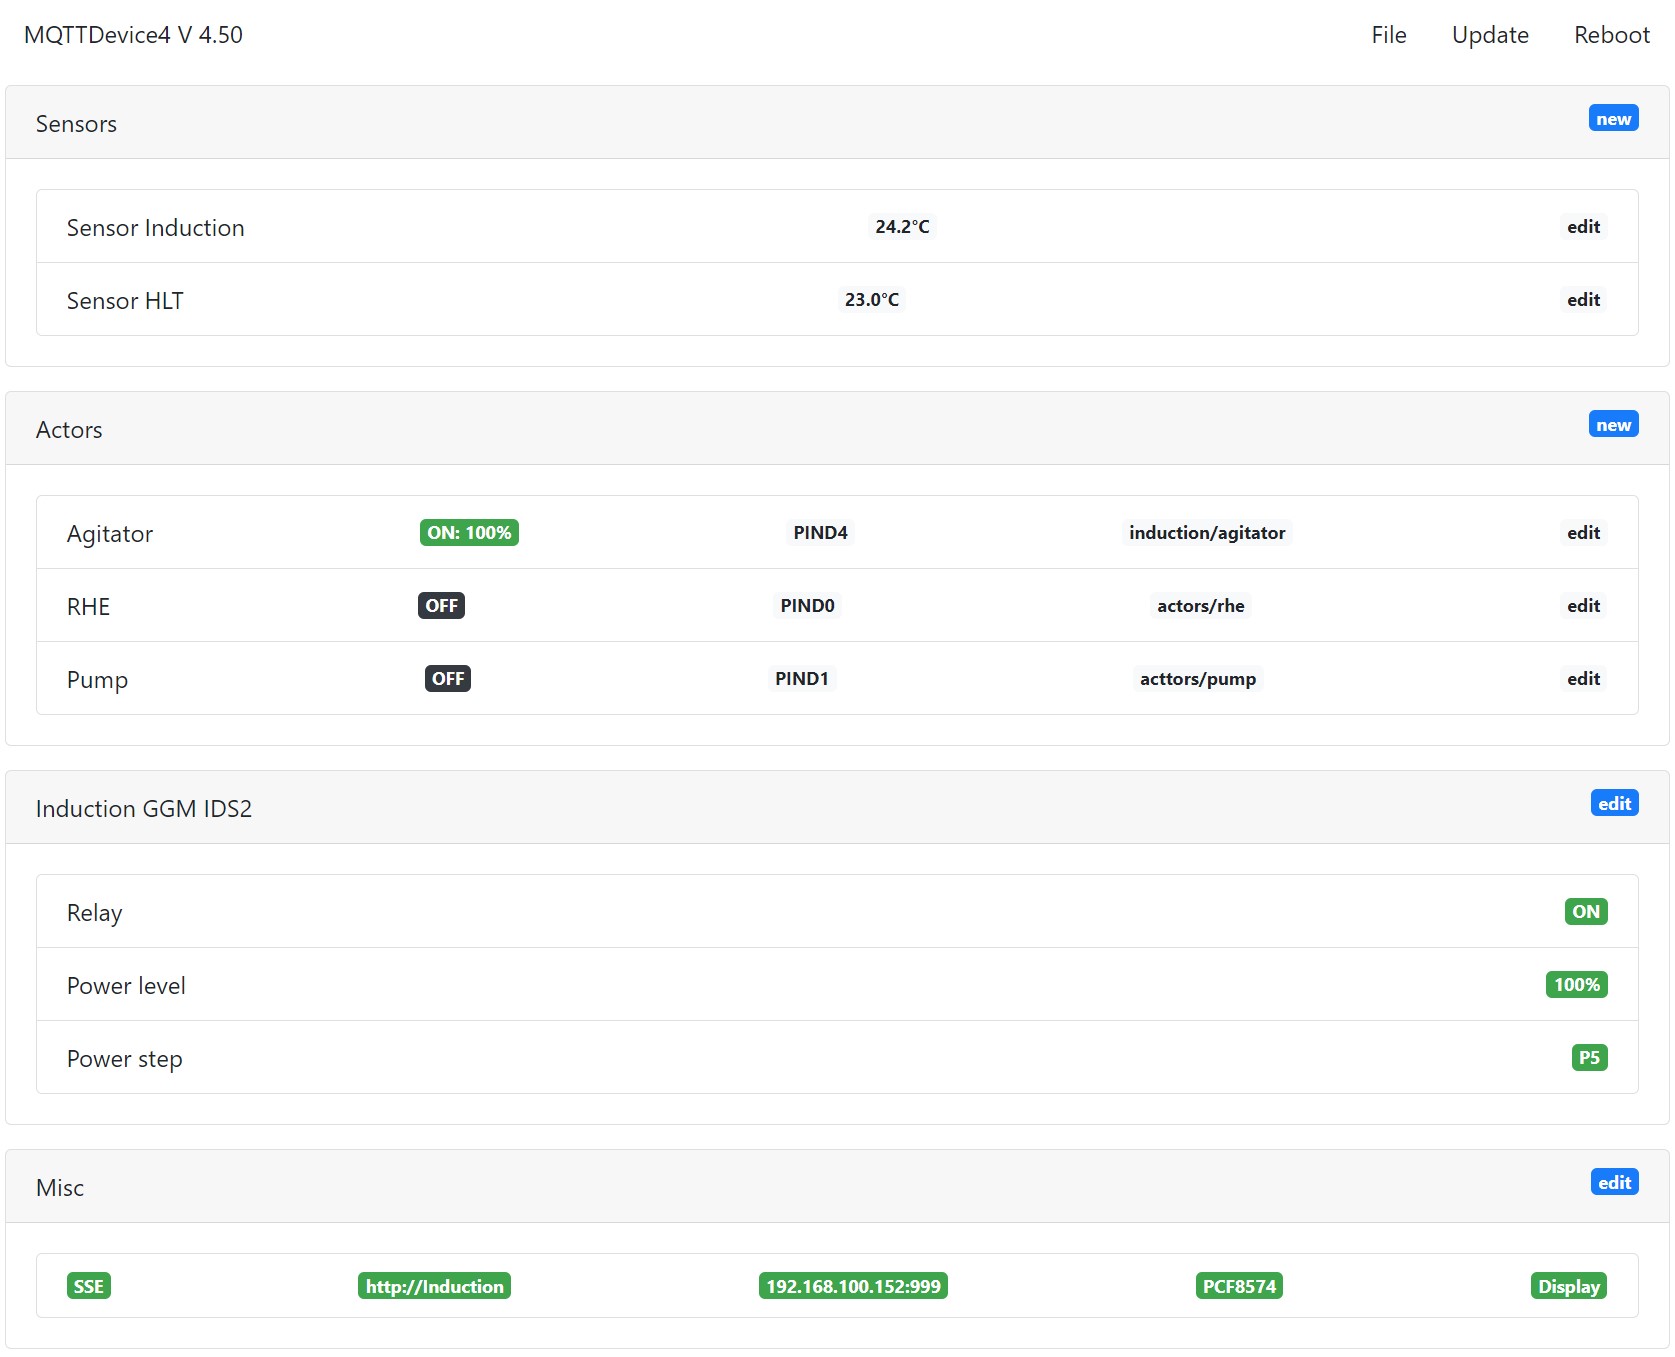 MQTTDevice4 V 4.50 File Update Reboot
Sensors new
Sensor Induction 24.2°C edit
Sensor HLT 23.0°C edit
Actors new
Agitator ON: 100% PIND4 induction/agitator edit
RHE OFF PIND0 actors/rhe edit
Pump OFF PIND1 acttors/pump edit
Induction GGM IDS2 edit
Relay ON
Power level 100%
Power step P5
Misc edit
SSE http://Induction 192.168.100.152:999 PCF8574 Display